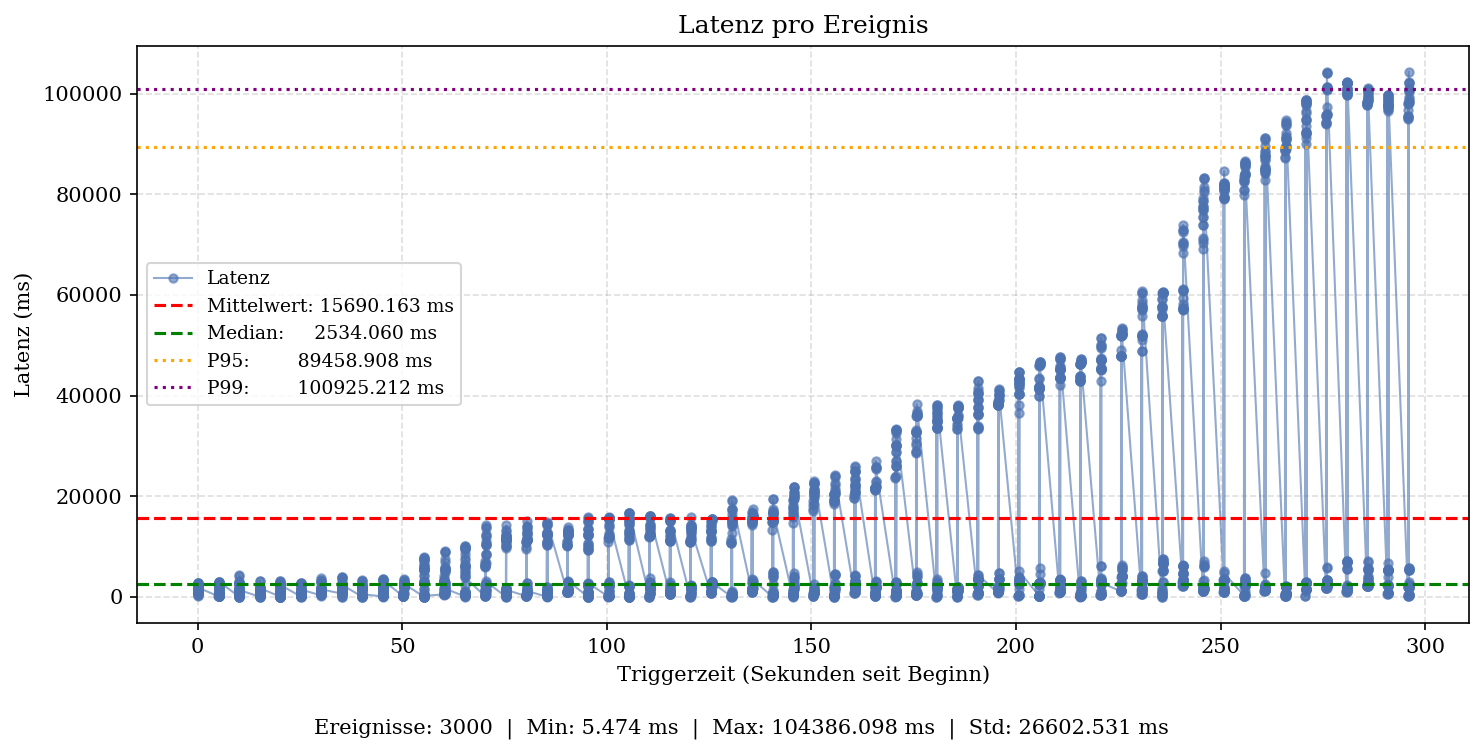 Latenz pro Ereignis
100000
80000
60000
40000
20000
0
Latenz (ms)
Latenz
Mittelwert: 15690.163 ms
Median: 2534.060 ms
P95: 89458.908 ms
P99: 100925.212 ms
0 50 100 150 200 250 300
Triggerzeit (Sekunden seit Beginn)
Ereignisse: 3000 | Min: 5.474 ms | Max: 104386.098 ms | Std: 26602.531 ms